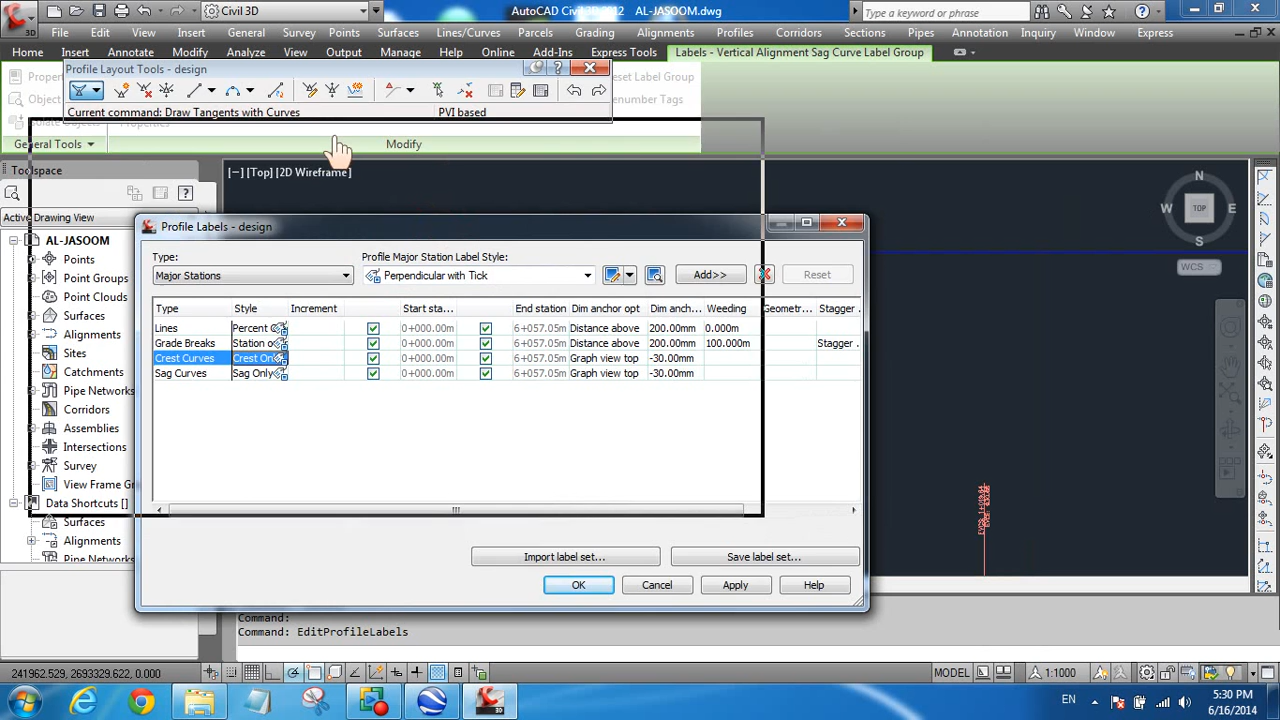 Civil 3D
AutoCAD Civil 3D 2012 AL-JASOOM.dwg
Type a keyword or phrase
3D
File Edit View Insert General Survey Points Surfaces Lines/Curves Parcels Grading Alignments Profiles Corridors Sections Pipes Annotation Inquiry Window Express
Home Insert Annotate Modify Analyze View Output Manage Help Online Add-Ins Express Tools Labels - Vertical Alignment Sag Curve Label Group
Profile Layout Tools - design
Current command: Draw Tangents with Curves PVI based
General Tools Modify
Toolspace
Active Drawing View
AL-JASOOM
Points
Point Groups
Point Clouds
Surfaces
Alignments
Sites
Catchments
Pipe Networks
Corridors
Assemblies
Intersections
Survey
View Frame Gr
Data Shortcuts []
Surfaces
Alignments
Pipe Networks
[−] [Top] [2D Wireframe]
N
W TOP E
S
WCS
Profile Labels - design
Type: Profile Major Station Label Style:
Major Stations Perpendicular with Tick Add>> Reset
Type Style Increment Start sta... End station Dim anchor opt Dim anch... Weeding Geometr... Stagger
Lines Percent 0+000.00m 6+057.05m Distance above 200.00mm 0.000m
Grade Breaks Station o 0+000.00m 6+057.05m Distance above 200.00mm 100.000m Stagger ..
Crest Curves Crest On 0+000.00m 6+057.05m Graph view top -30.00mm
Sag Curves Sag Only 0+000.00m 6+057.05m Graph view top -30.00mm
Import label set... Save label set...
OK Cancel Apply Help
Command:
Command: EditProfileLabels
241962.529, 2693329.622, 0.000 MODEL 1:1000
EN 5:30 PM
6/16/2014